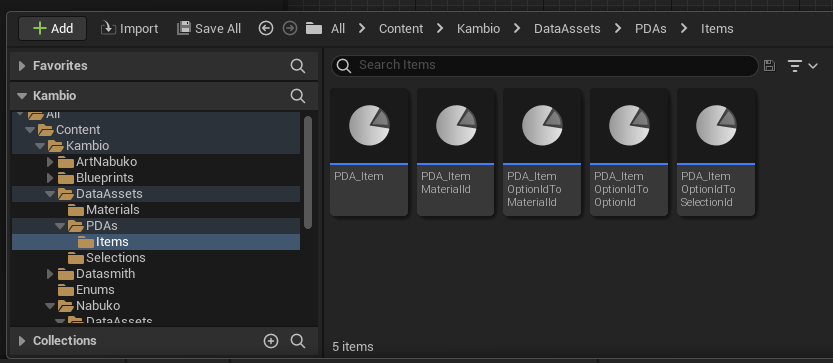 Add
Import
Save All
All
Content
Kambio
DataAssets
PDAs
Items
Favorites
Kambio
All
Content
Kambio
ArtNabuko
Blueprints
DataAssets
Materials
PDAs
Items
Selections
Datasmith
Enums
Nabuko
DataAssets
Collections
Search Items
PDA_Item
PDA_Item
MaterialId
PDA_Item
OptionIdTo
MaterialId
PDA_Item
OptionIdTo
OptionId
PDA_Item
OptionIdTo
SelectionId
5 items